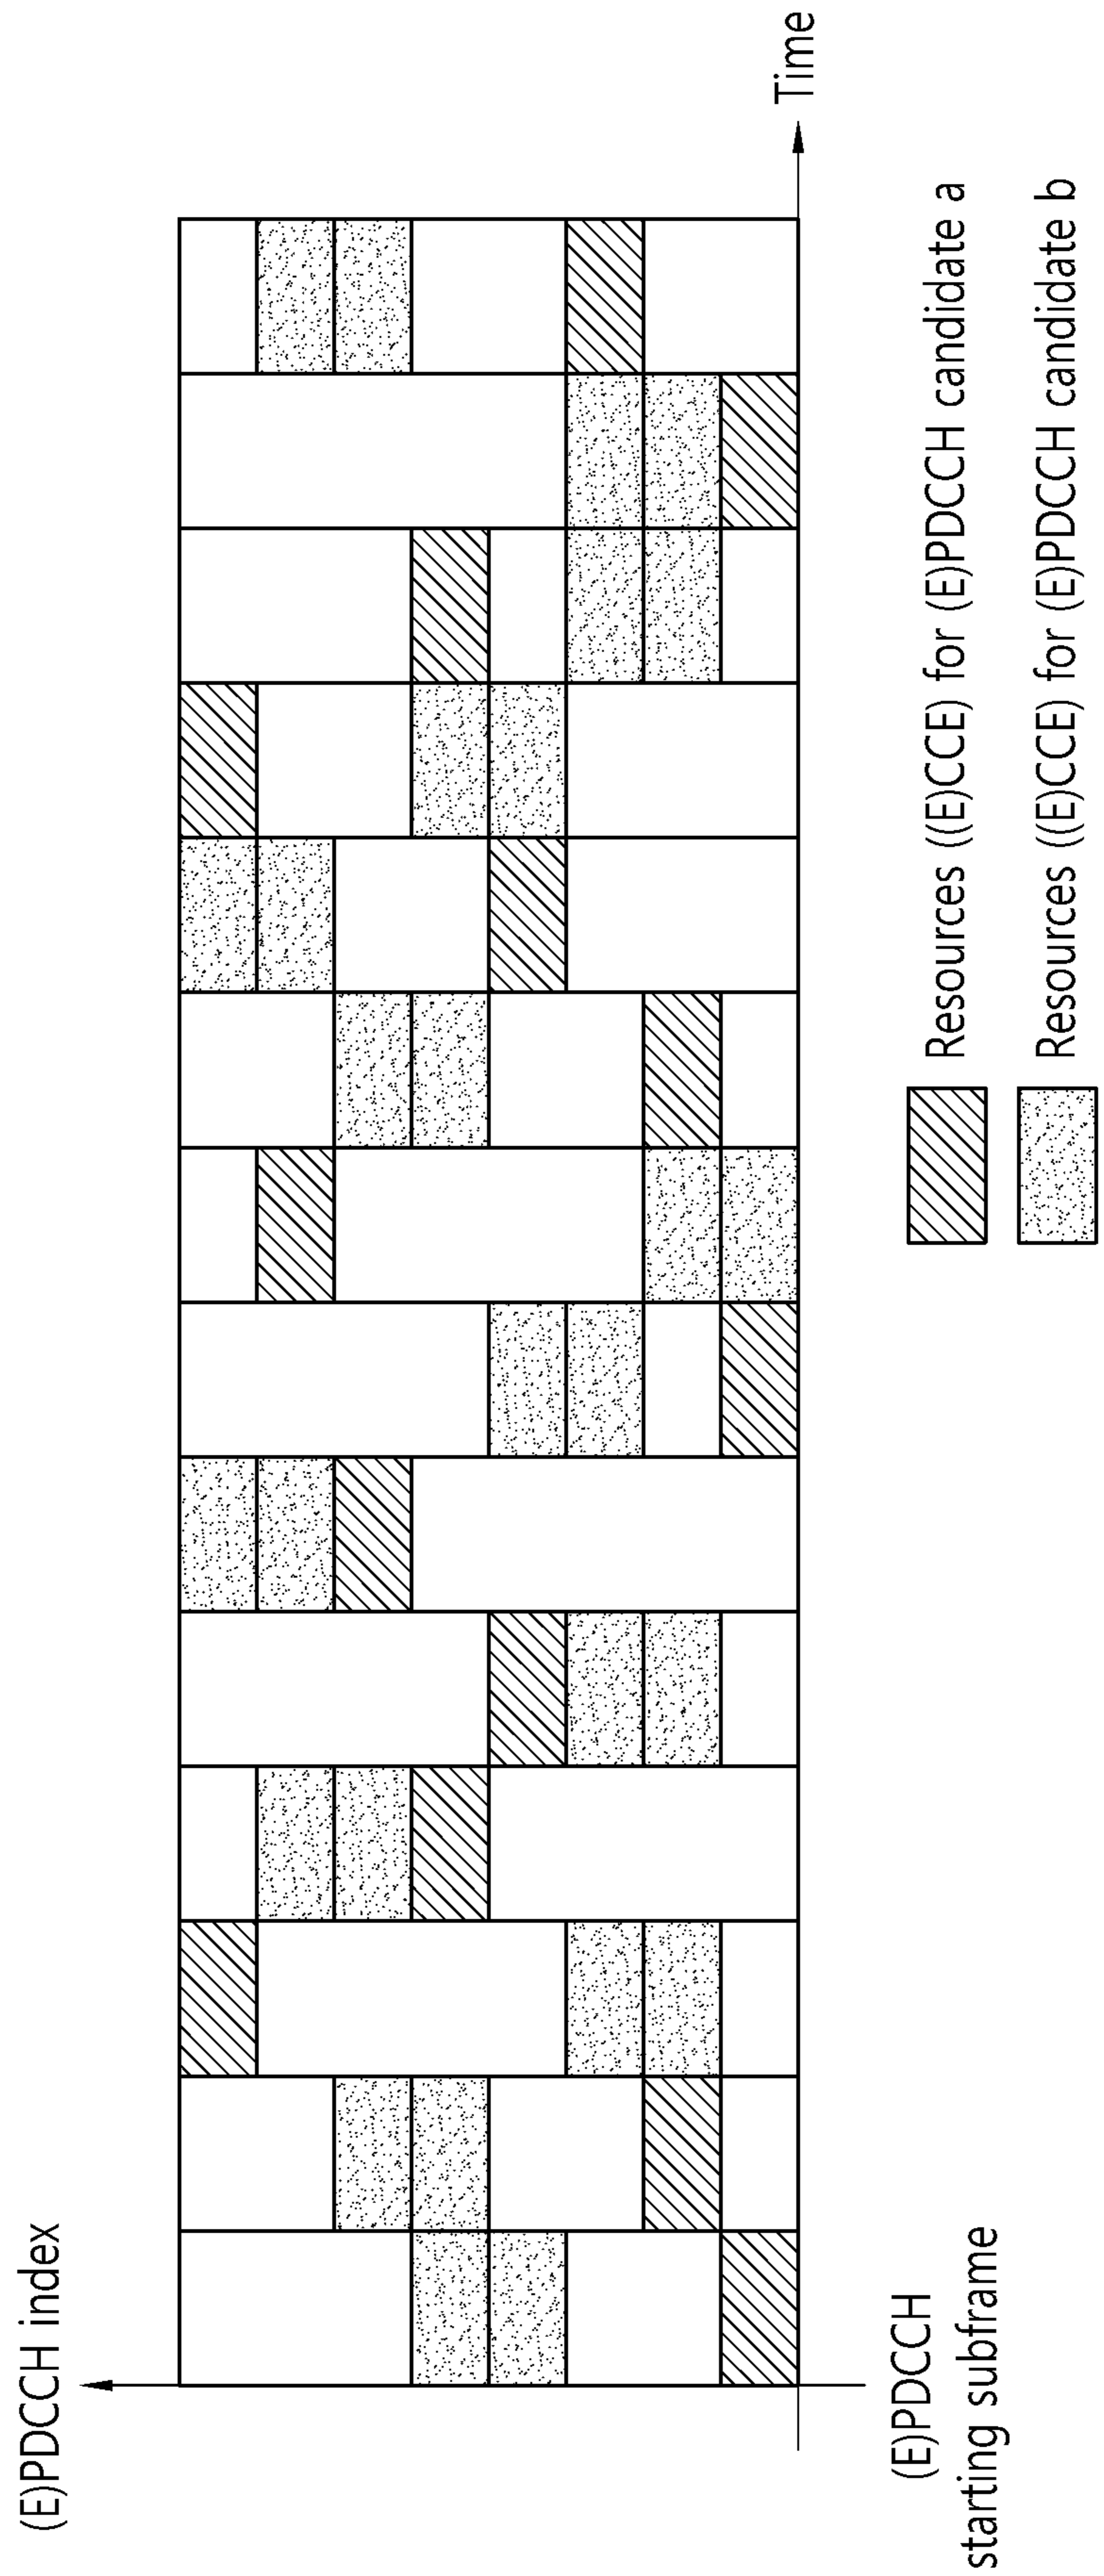 (E)PDCCH index
Time
(E)PDCCH
starting subframe
Resources ((E)CCE) for (E)PDCCH candidate a
Resources ((E)CCE) for (E)PDCCH candidate b